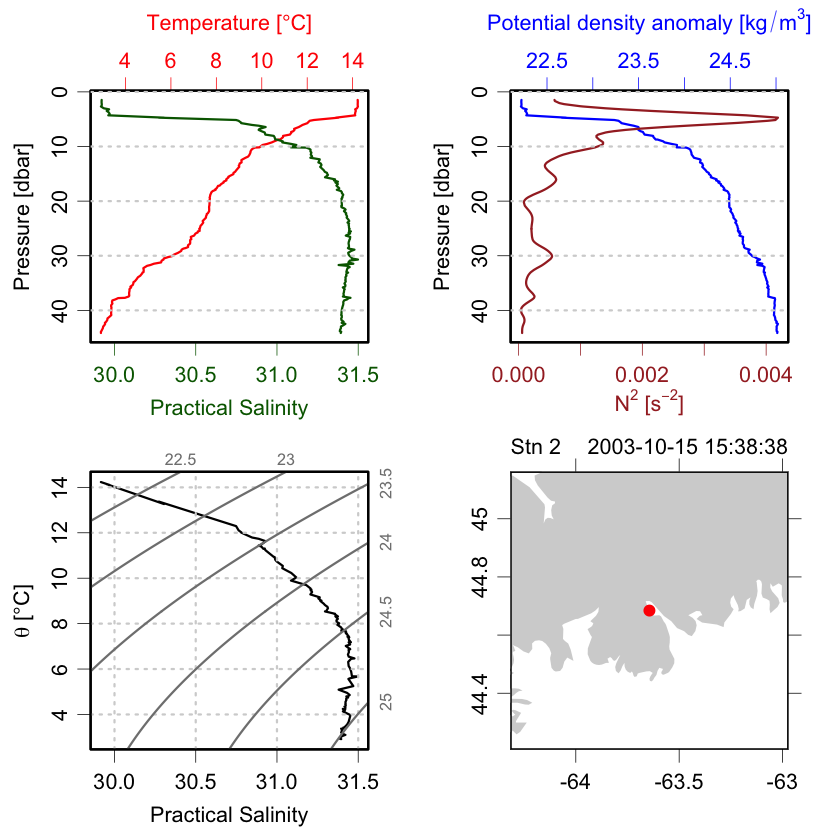 Temperature [°C]
4 6 8 10 12 14
Pressure [dbar]
0
10
20
30
40
30.0 30.5 31.0 31.5
Practical Salinity
Potential density anomaly [kg/m³]
22.5 23.5 24.5
Pressure [dbar]
0
10
20
30
40
0.000 0.002 0.004
N² [s⁻²]
22.5 23
23.5
24
24.5
25
θ [°C]
14
12
10
8
6
4
30.0 30.5 31.0 31.5
Practical Salinity
Stn 2 2003-10-15 15:38:38
45
44.8
44.4
-64 -63.5 -63